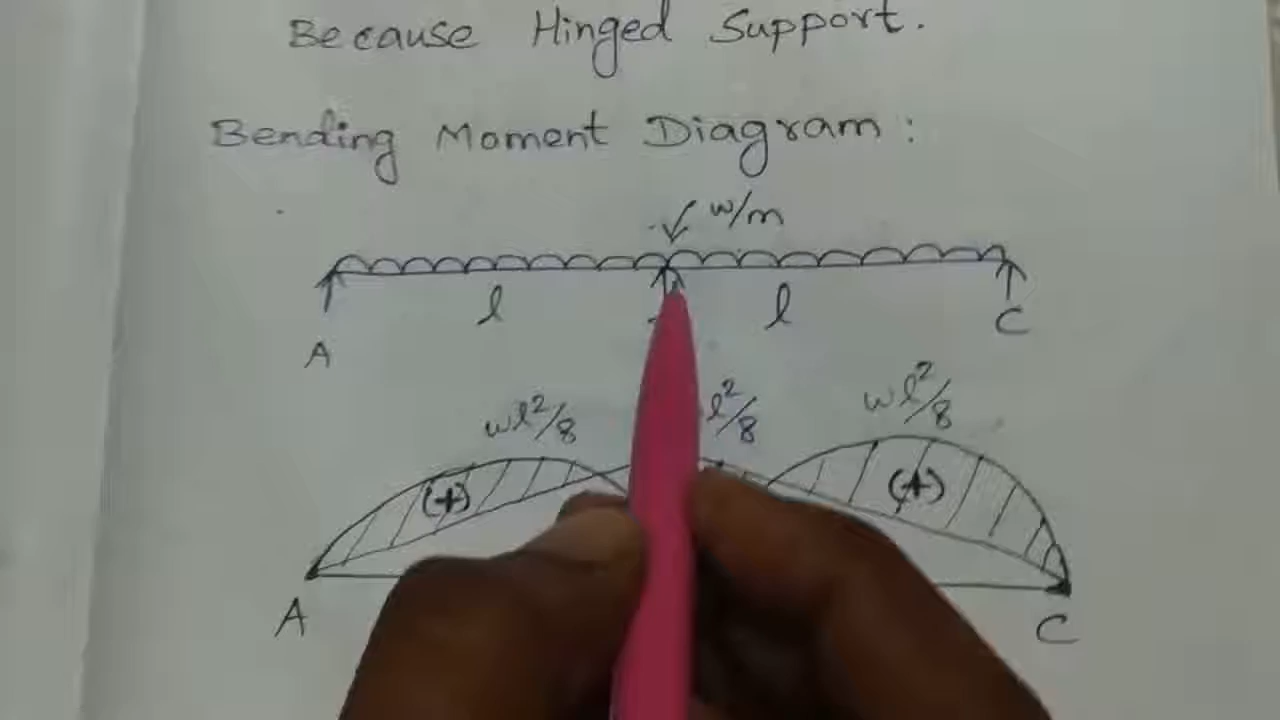 Because Hinged Support.
Bending Moment Diagram:
w/m
l l
A C
wl²/8 l²/8 wl²/8
(+) (+)
A C